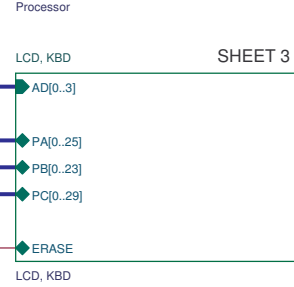 Processor
LCD, KBD SHEET 3
AD[0..3]
PA[0..25]
PB[0..23]
PC[0..29]
ERASE
LCD, KBD